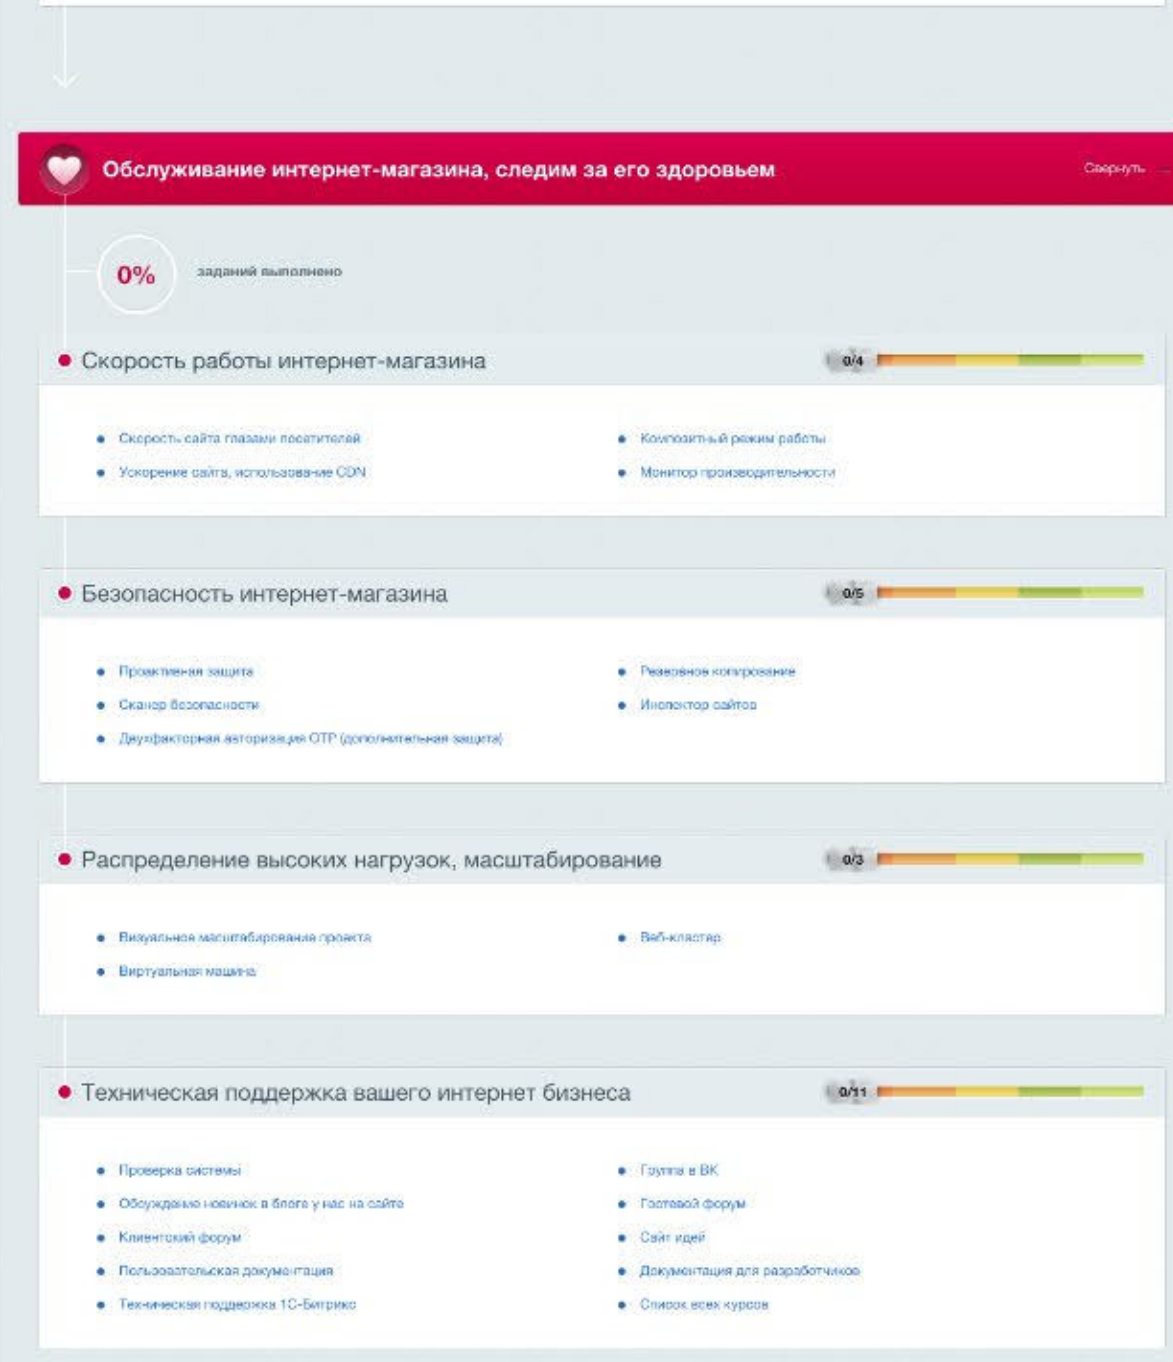 Обслуживание интернет-магазина, следим за его здоровьем
Свернуть
0%
заданий выполнено
Скорость работы интернет-магазина
0/4
Скорость сайта глазами посетителей
Композитный режим работы
Ускорение сайта, использование CDN
Монитор производительности
Безопасность интернет-магазина
0/5
Проактивная защита
Резервное копирование
Сканер безопасности
Инспектор сайтов
Двухфакторная авторизация OTP (дополнительная защита)
Распределение высоких нагрузок, масштабирование
0/3
Визуальное масштабирование проекта
Веб-кластер
Виртуальная машина
Техническая поддержка вашего интернет бизнеса
0/11
Проверка системы
Группа в ВК
Обсуждение новинок в блоге у нас на сайте
Гостевой форум
Клиентский форум
Сайт идей
Пользовательская документация
Документация для разработчиков
Техническая поддержка 1С-Битрикс
Список всех курсов